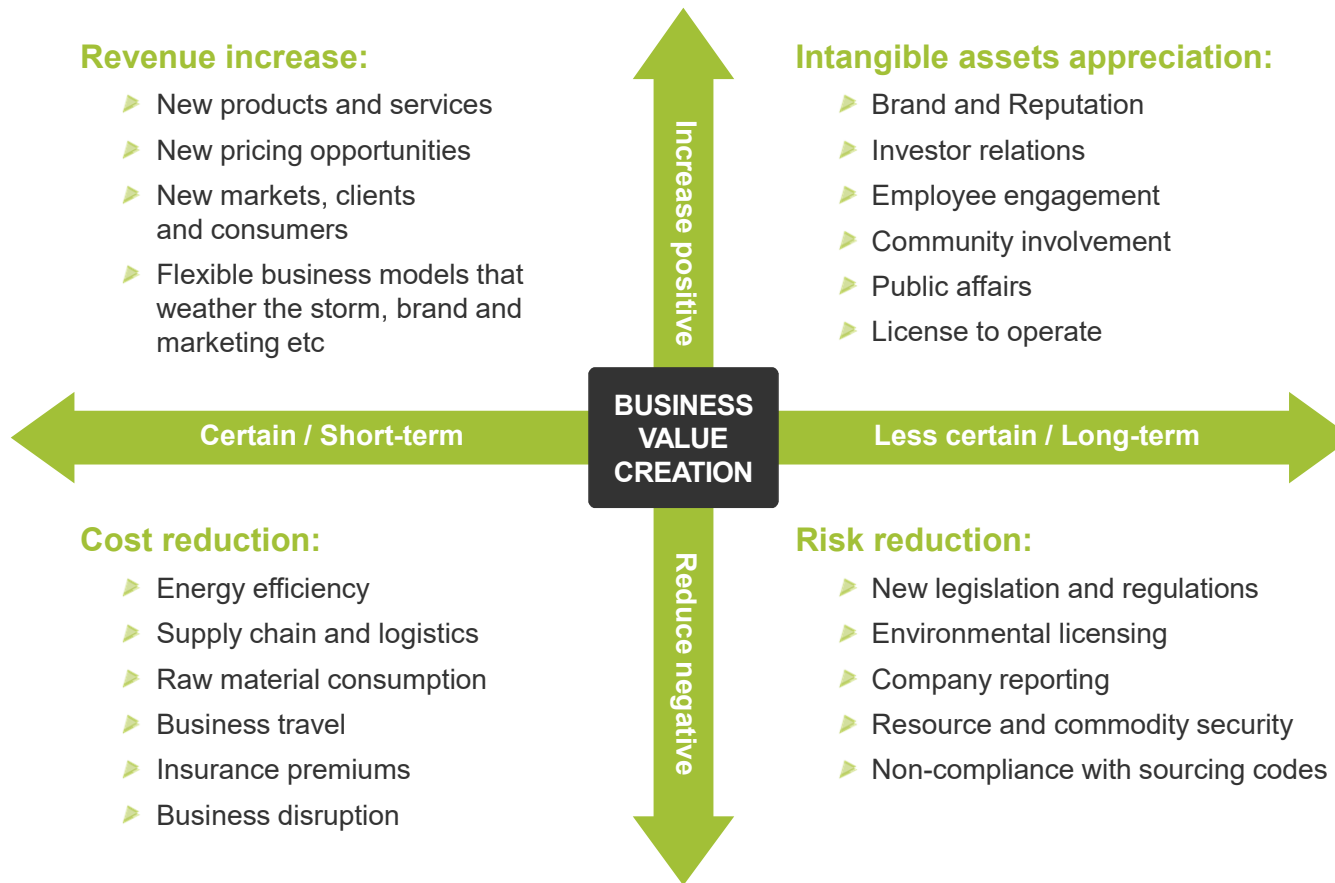 Revenue increase:
New products and services
New pricing opportunities
New markets, clients
and consumers
Flexible business models that
weather the storm, brand and
marketing etc
Increase positive
Intangible assets appreciation:
Brand and Reputation
Investor relations
Employee engagement
Community involvement
Public affairs
License to operate
Certain / Short-term
BUSINESS
VALUE
CREATION
Less certain / Long-term
Cost reduction:
Energy efficiency
Supply chain and logistics
Raw material consumption
Business travel
Insurance premiums
Business disruption
Reduce negative
Risk reduction:
New legislation and regulations
Environmental licensing
Company reporting
Resource and commodity security
Non-compliance with sourcing codes